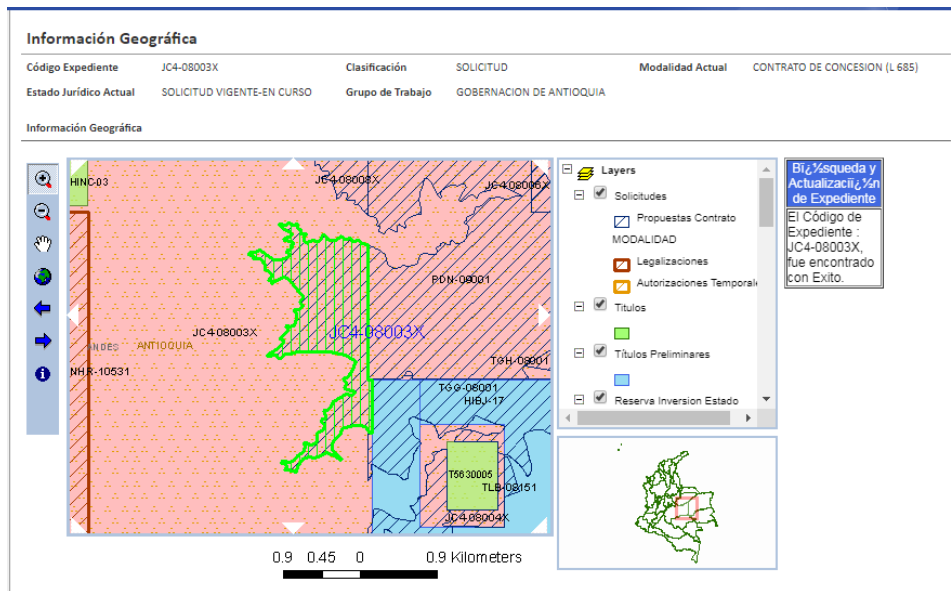 Información Geográfica
Código Expediente JC4-08003X Clasificación SOLICITUD Modalidad Actual CONTRATO DE CONCESION (L 685)
Estado Jurídico Actual SOLICITUD VIGENTE-EN CURSO Grupo de Trabajo GOBERNACION DE ANTIOQUIA
Información Geográfica
HINC-03
JC4-08008X
JC4-08006X
PDN-09001
JC4-08003X
JC4-08003X
ANDES
ANTIOQUIA
NHR-10531
TGH-08001
TGG-08001
HIBJ-17
T5630005
TLB-08151
JC4-08004X
0.9 0.45 0 0.9 Kilometers
Layers
Solicitudes
Propuestas Contrato
MODALIDAD
Legalizaciones
Autorizaciones Temporale
Titulos
Títulos Preliminares
Reserva Inversion Estado
Bï¿½squeda y
Actualizaciï¿½n
de Expediente
El Código de
Expediente :
JC4-08003X,
fue encontrado
con Exito.